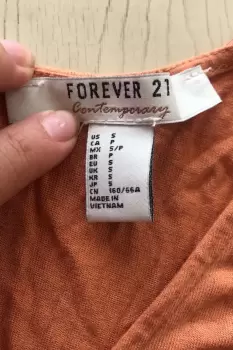 FOREVER 21
Contemporary
US S
CA P
MX S/P
BR P
EU S
UK S
KR S
JP S
CN 160/66A
MADE IN
VIETNAM